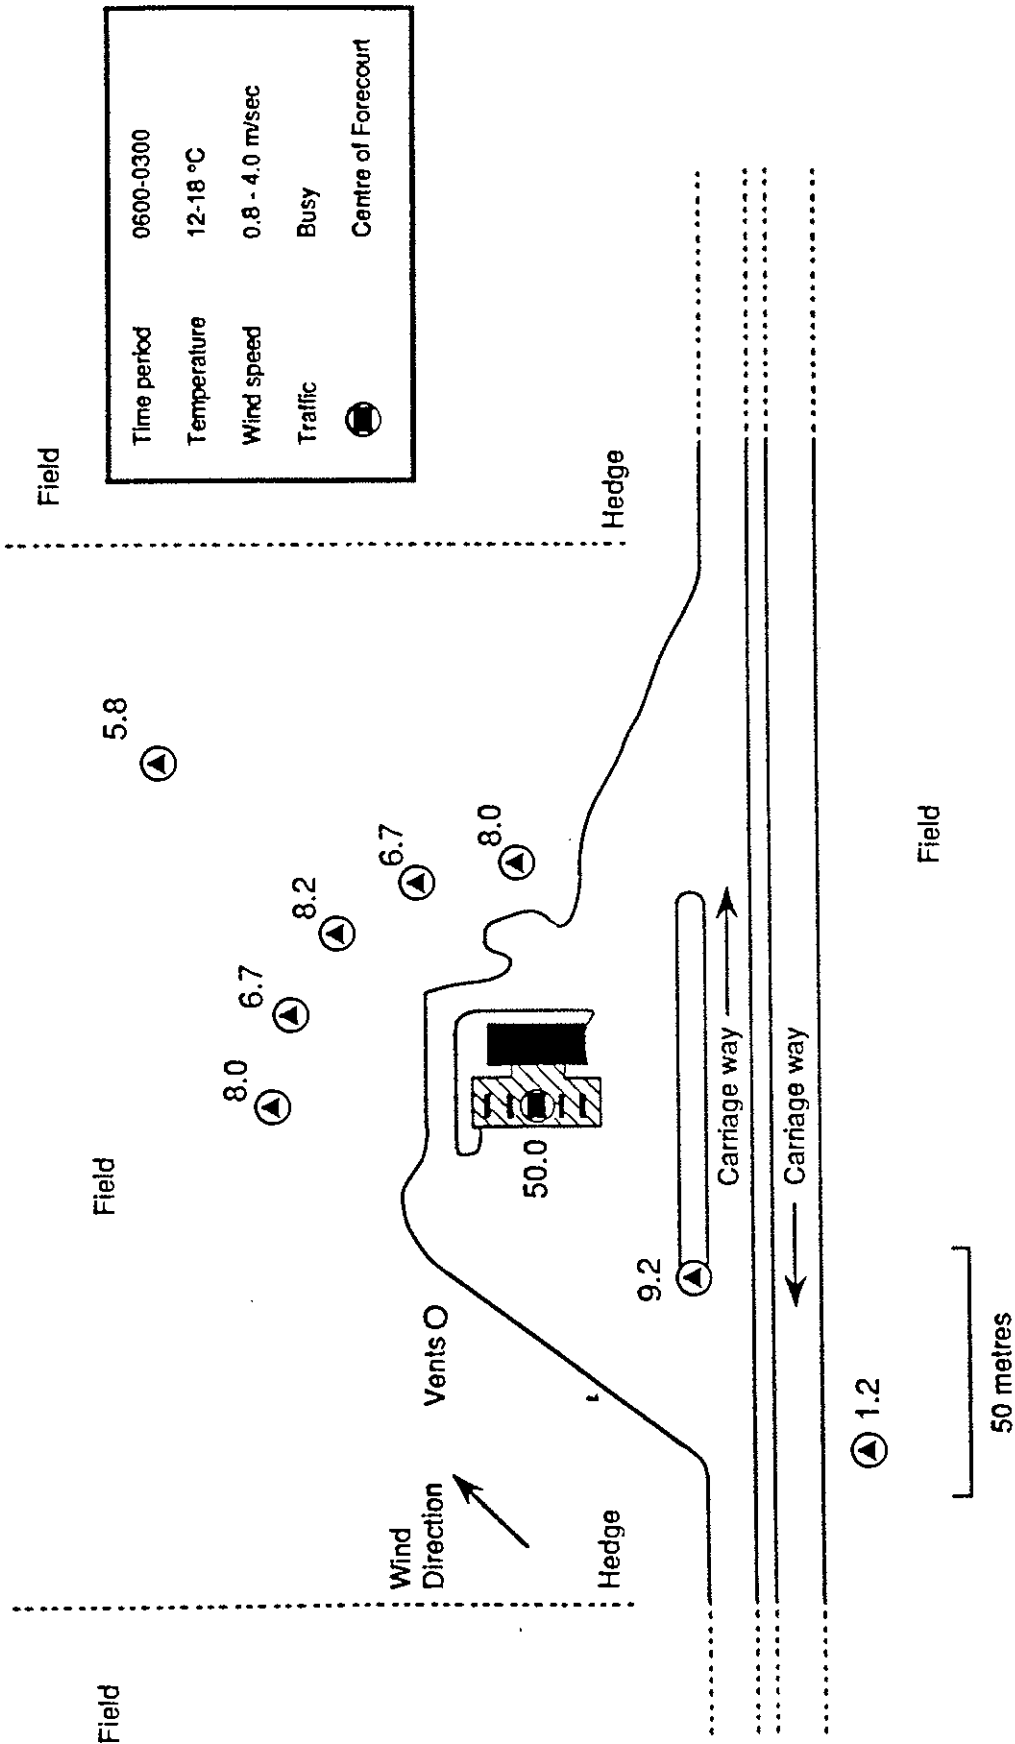 Field
Field
Field
Time period 0600-0300
Temperature 12-18 °C
Wind speed 0.8 - 4.0 m/sec
Traffic Busy
Centre of Forecourt
5.8
8.0
6.7
8.2
6.7
8.0
Wind
Direction
Vents
50.0
Hedge
Hedge
9.2
Carriage way
Carriage way
1.2
Field
50 metres